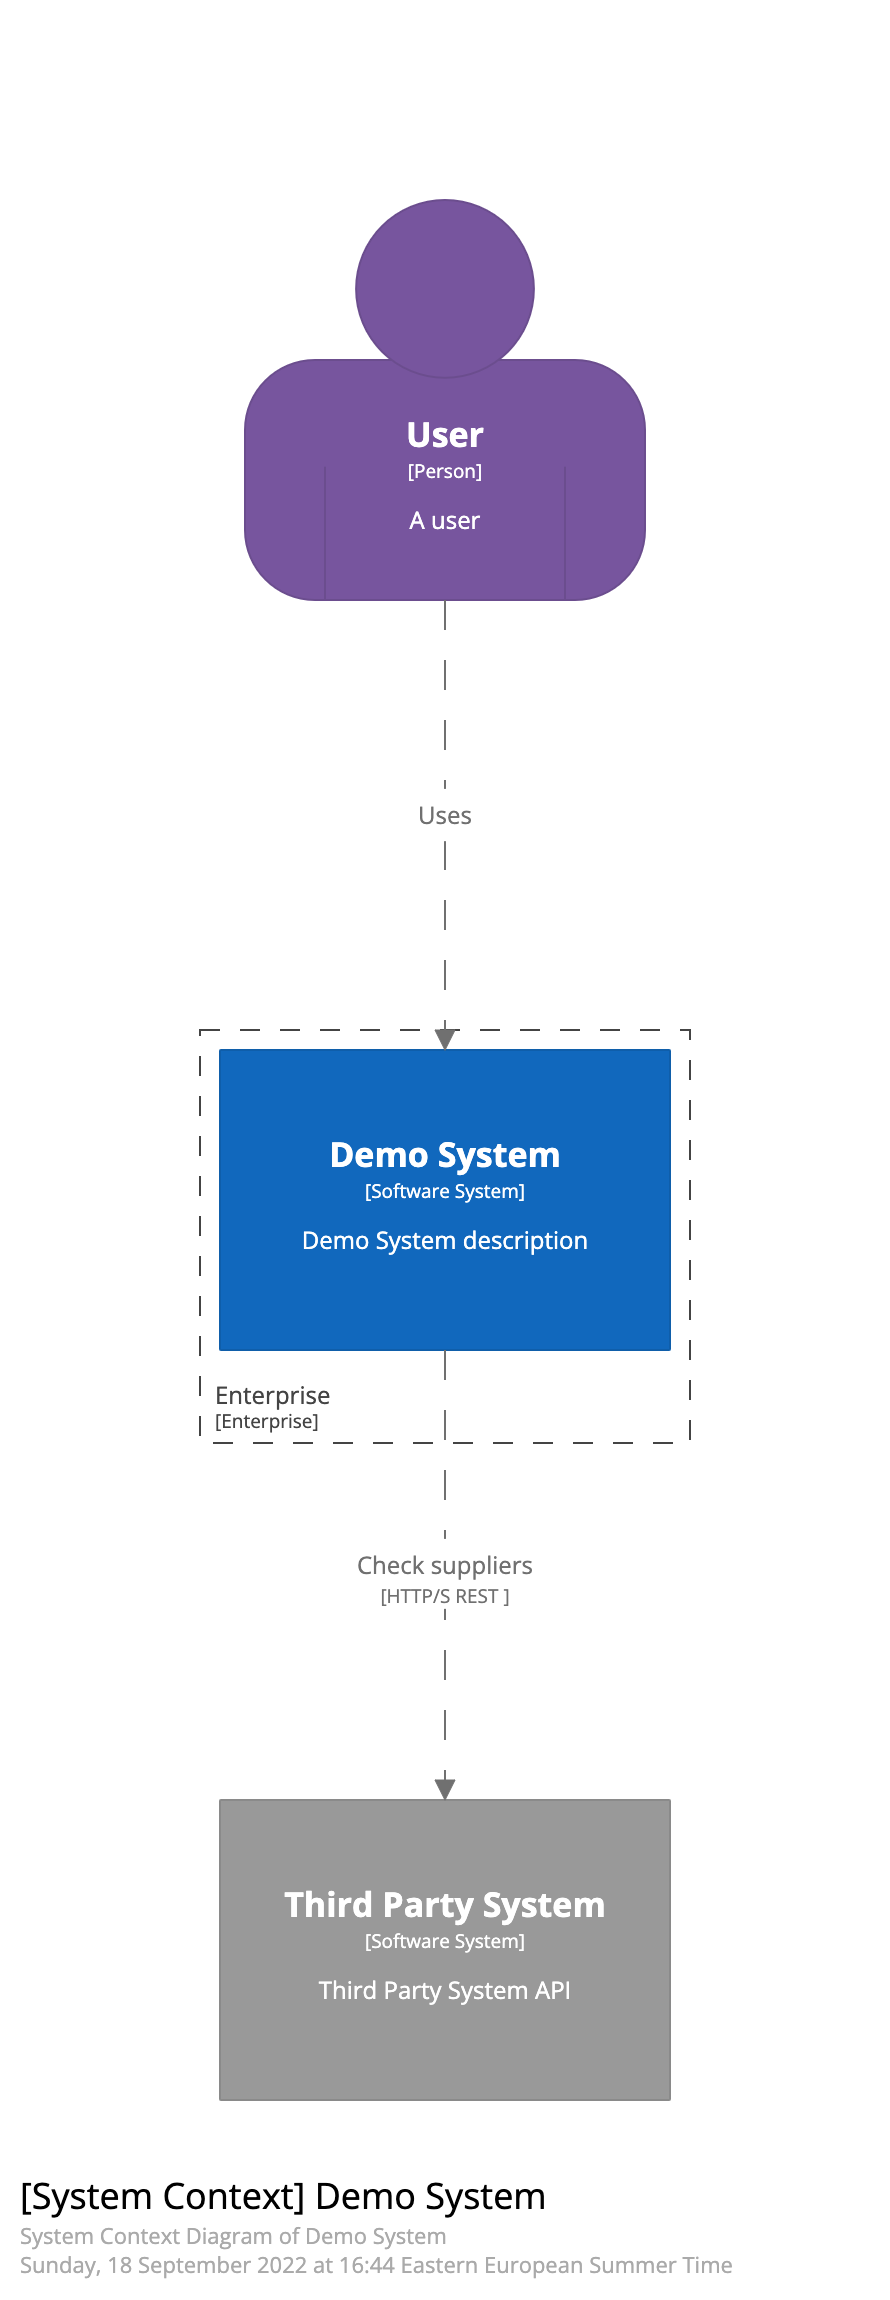 User
[Person]
A user
Uses
Demo System
[Software System]
Demo System description
Enterprise
[Enterprise]
Check suppliers
[HTTP/S REST ]
Third Party System
[Software System]
Third Party System API
[System Context] Demo System
System Context Diagram of Demo System
Sunday, 18 September 2022 at 16:44 Eastern European Summer Time